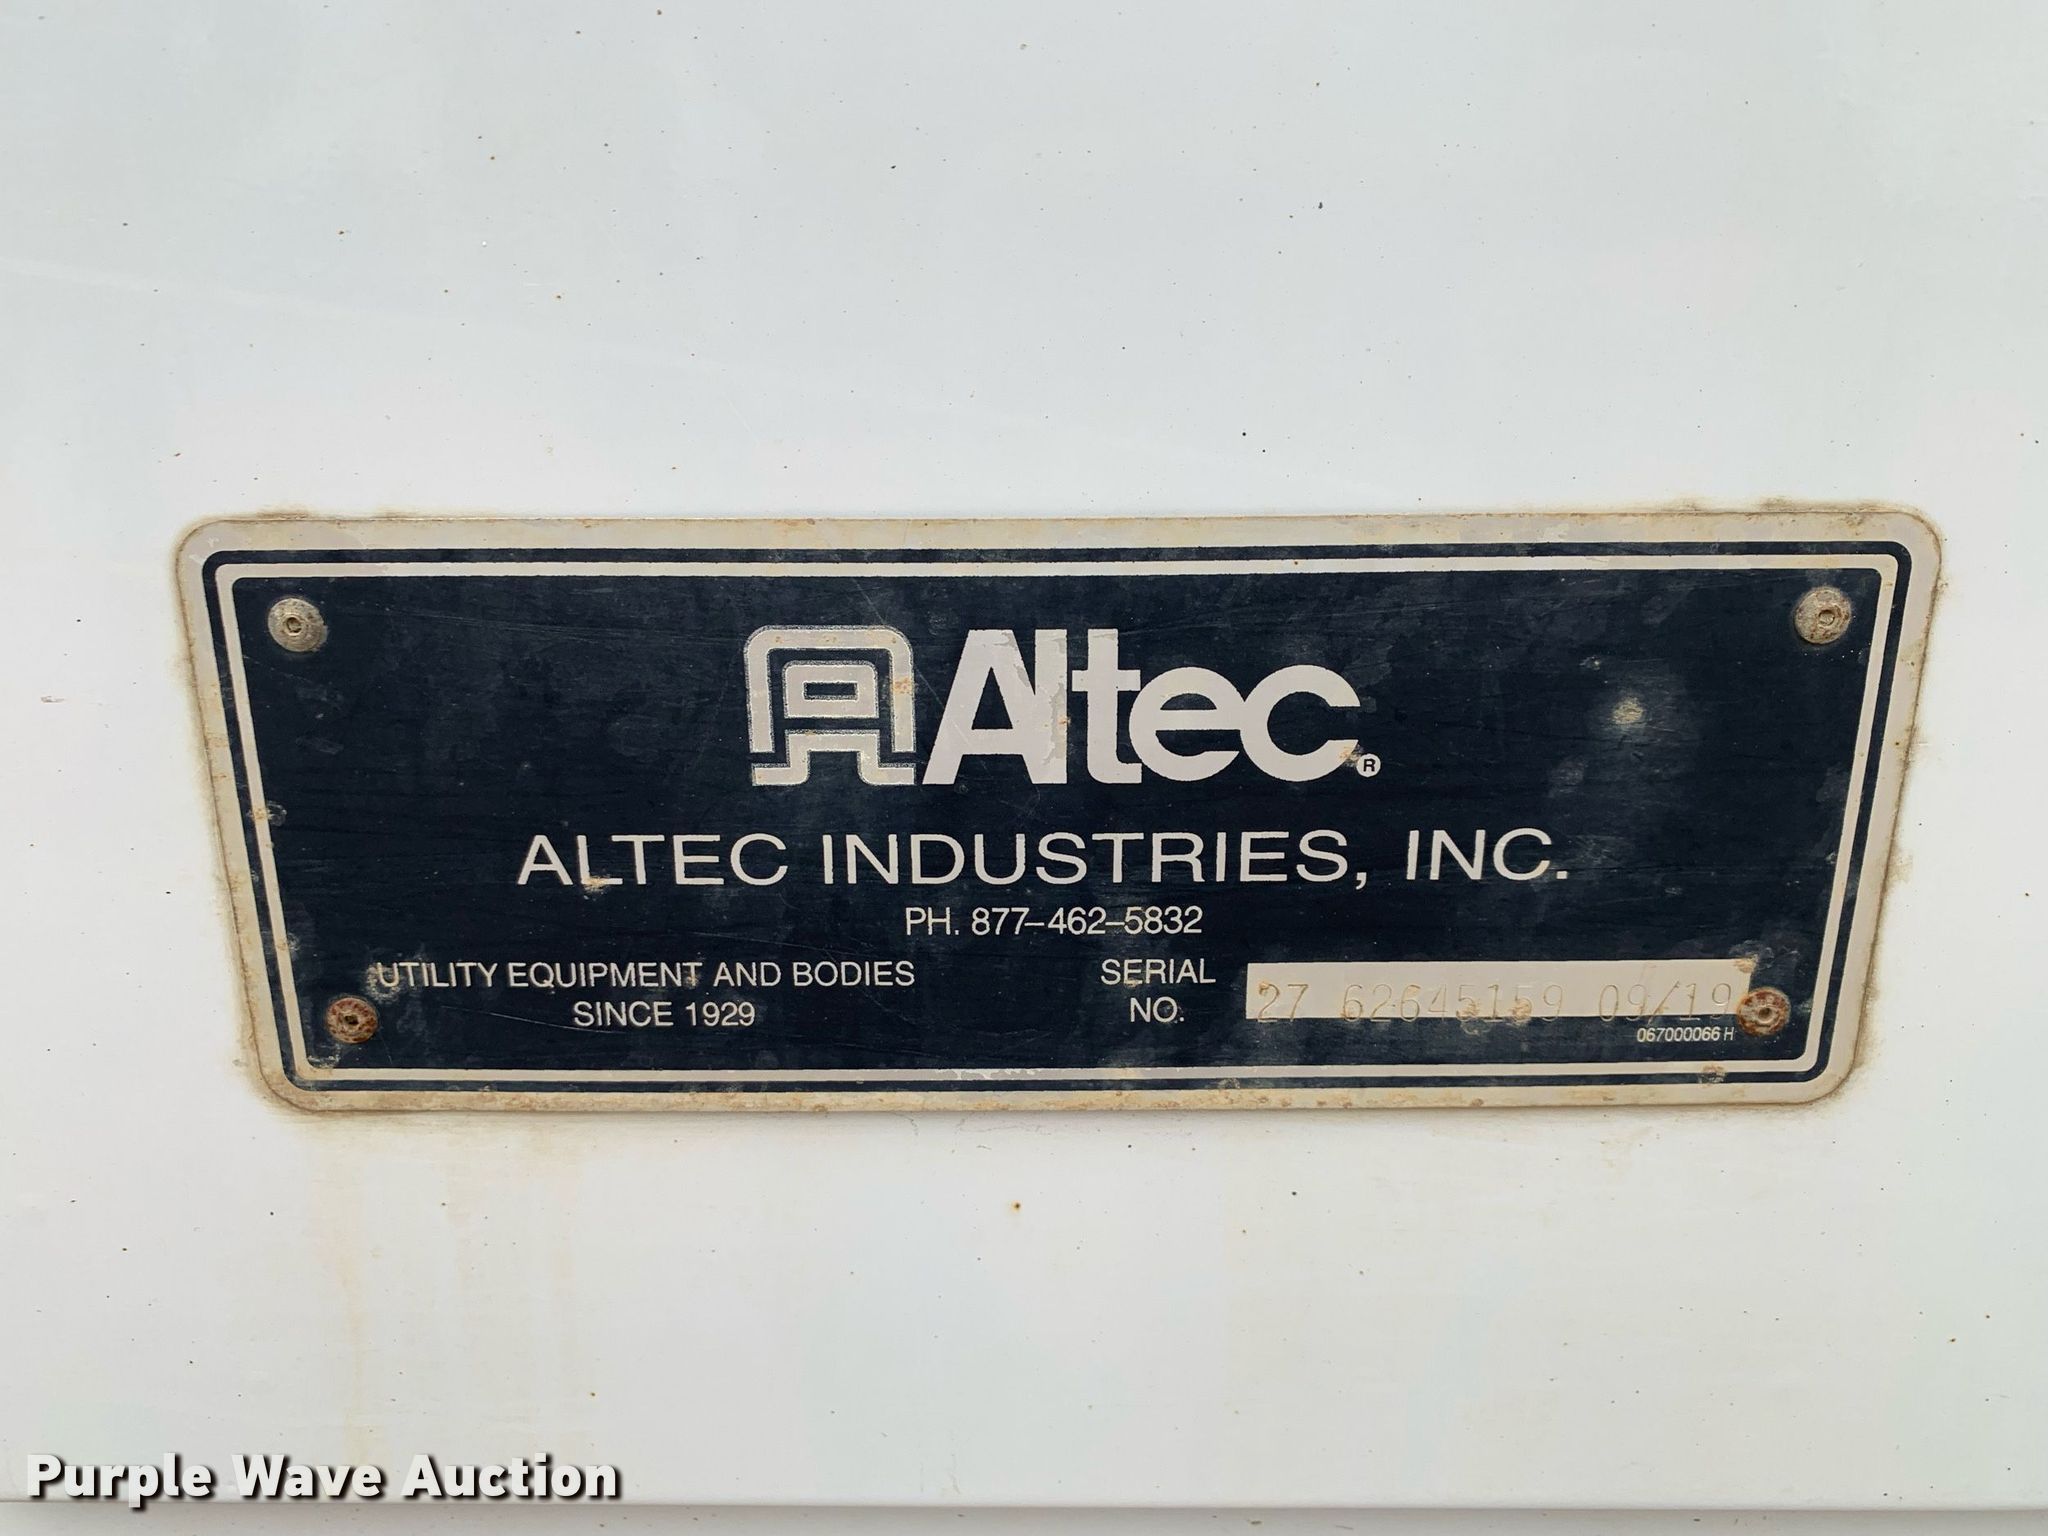 Altec®
ALTEC INDUSTRIES, INC.
PH. 877-462-5832
UTILITY EQUIPMENT AND BODIES
SINCE 1929
SERIAL
NO.
27 62645159 09/19
067000066 H
Purple Wave Auction